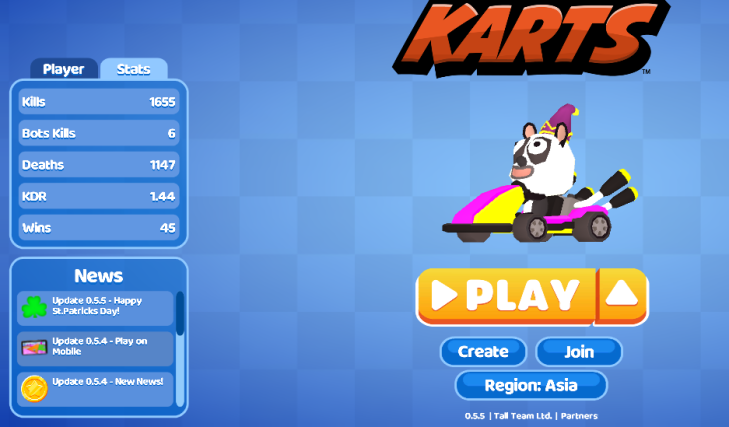 KARTS
TM
Player Stats
Kills 1655
Bots Kills 6
Deaths 1147
KDR 1.44
Wins 45
News
Update 0.5.5 - Happy
St.Patricks Day!
Update 0.5.4 - Play on
Mobile
Update 0.5.4 - New News!
PLAY
Create Join
Region: Asia
0.5.5 | Tall Team Ltd. | Partners